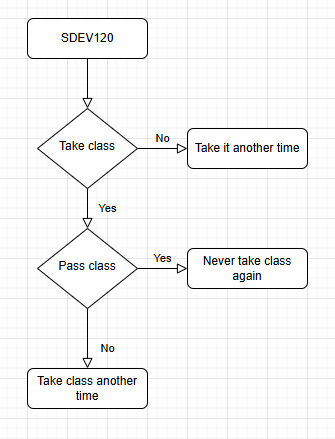 SDEV120
Take class
No
Take it another time
Yes
Pass class
Yes
Never take class
again
No
Take class another
time